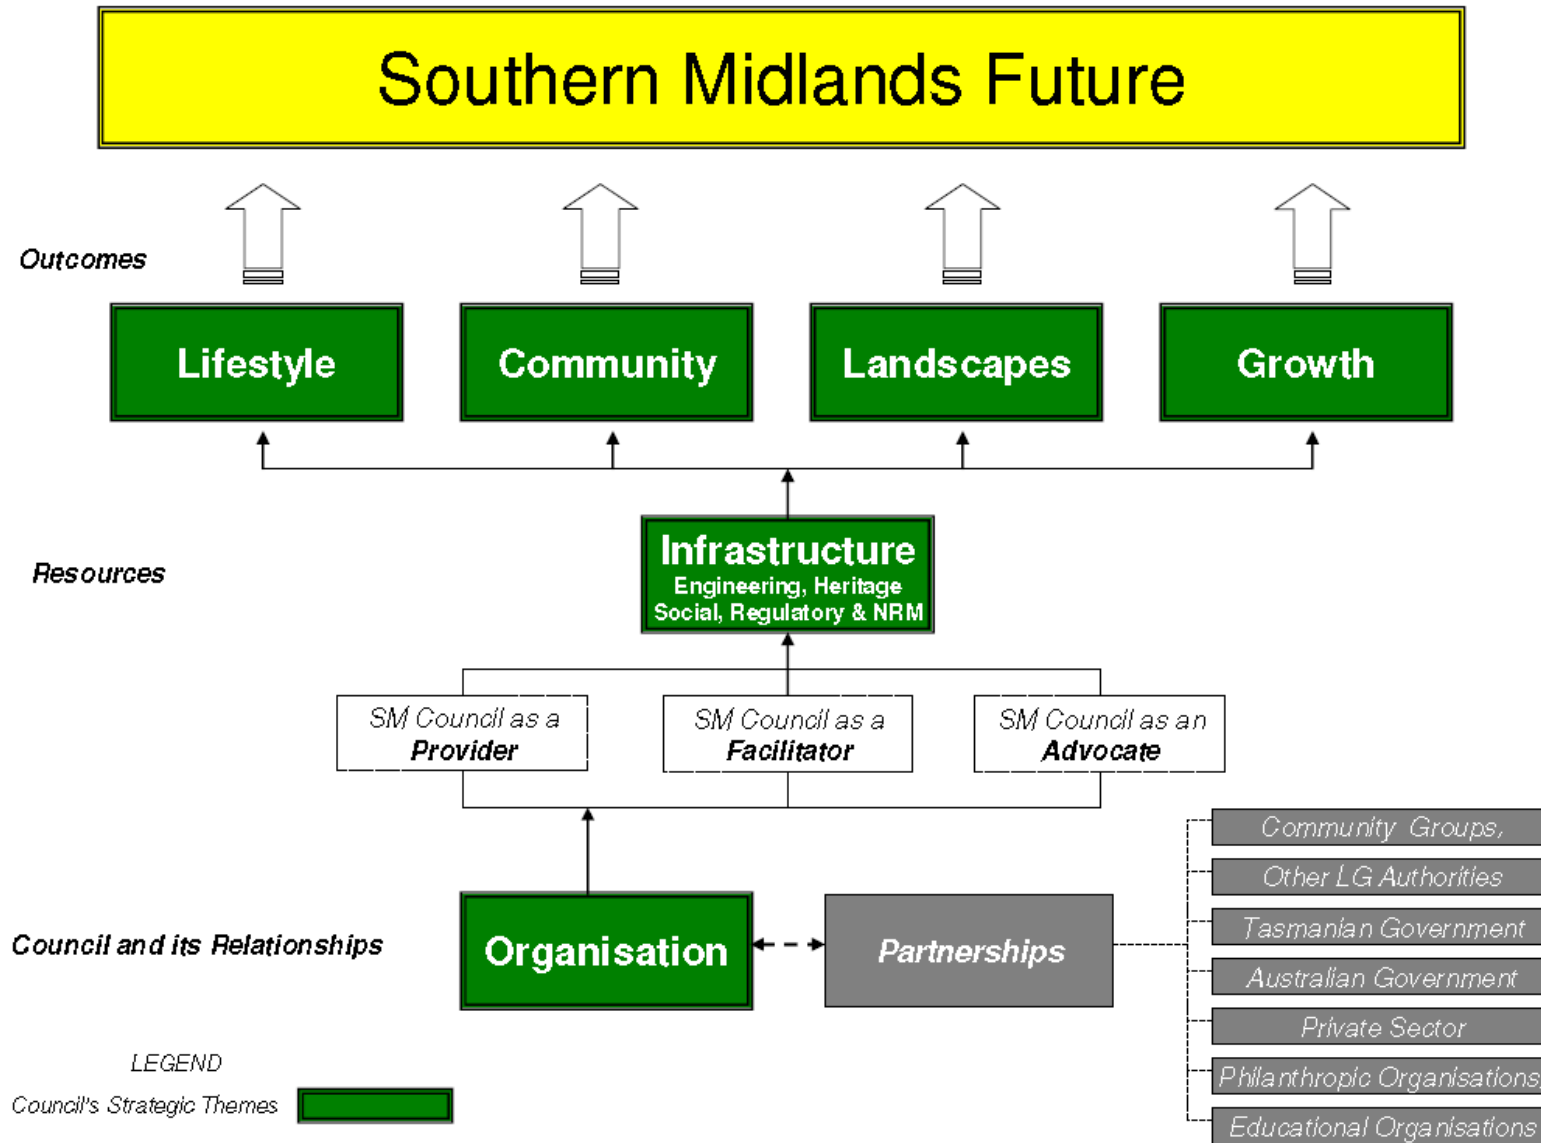 Southern Midlands Future
Outcomes
Lifestyle
Community
Landscapes
Growth
Resources
Infrastructure
Engineering, Heritage
Social, Regulatory & NRM
SM Council as a
Provider
SM Council as a
Facilitator
SM Council as an
Advocate
Council and its Relationships
Organisation
Partnerships
Community Groups,
Other LG Authorities
Tasmanian Government
Australian Government
Private Sector
Philanthropic Organisations,
Educational Organisations
LEGEND
Council's Strategic Themes